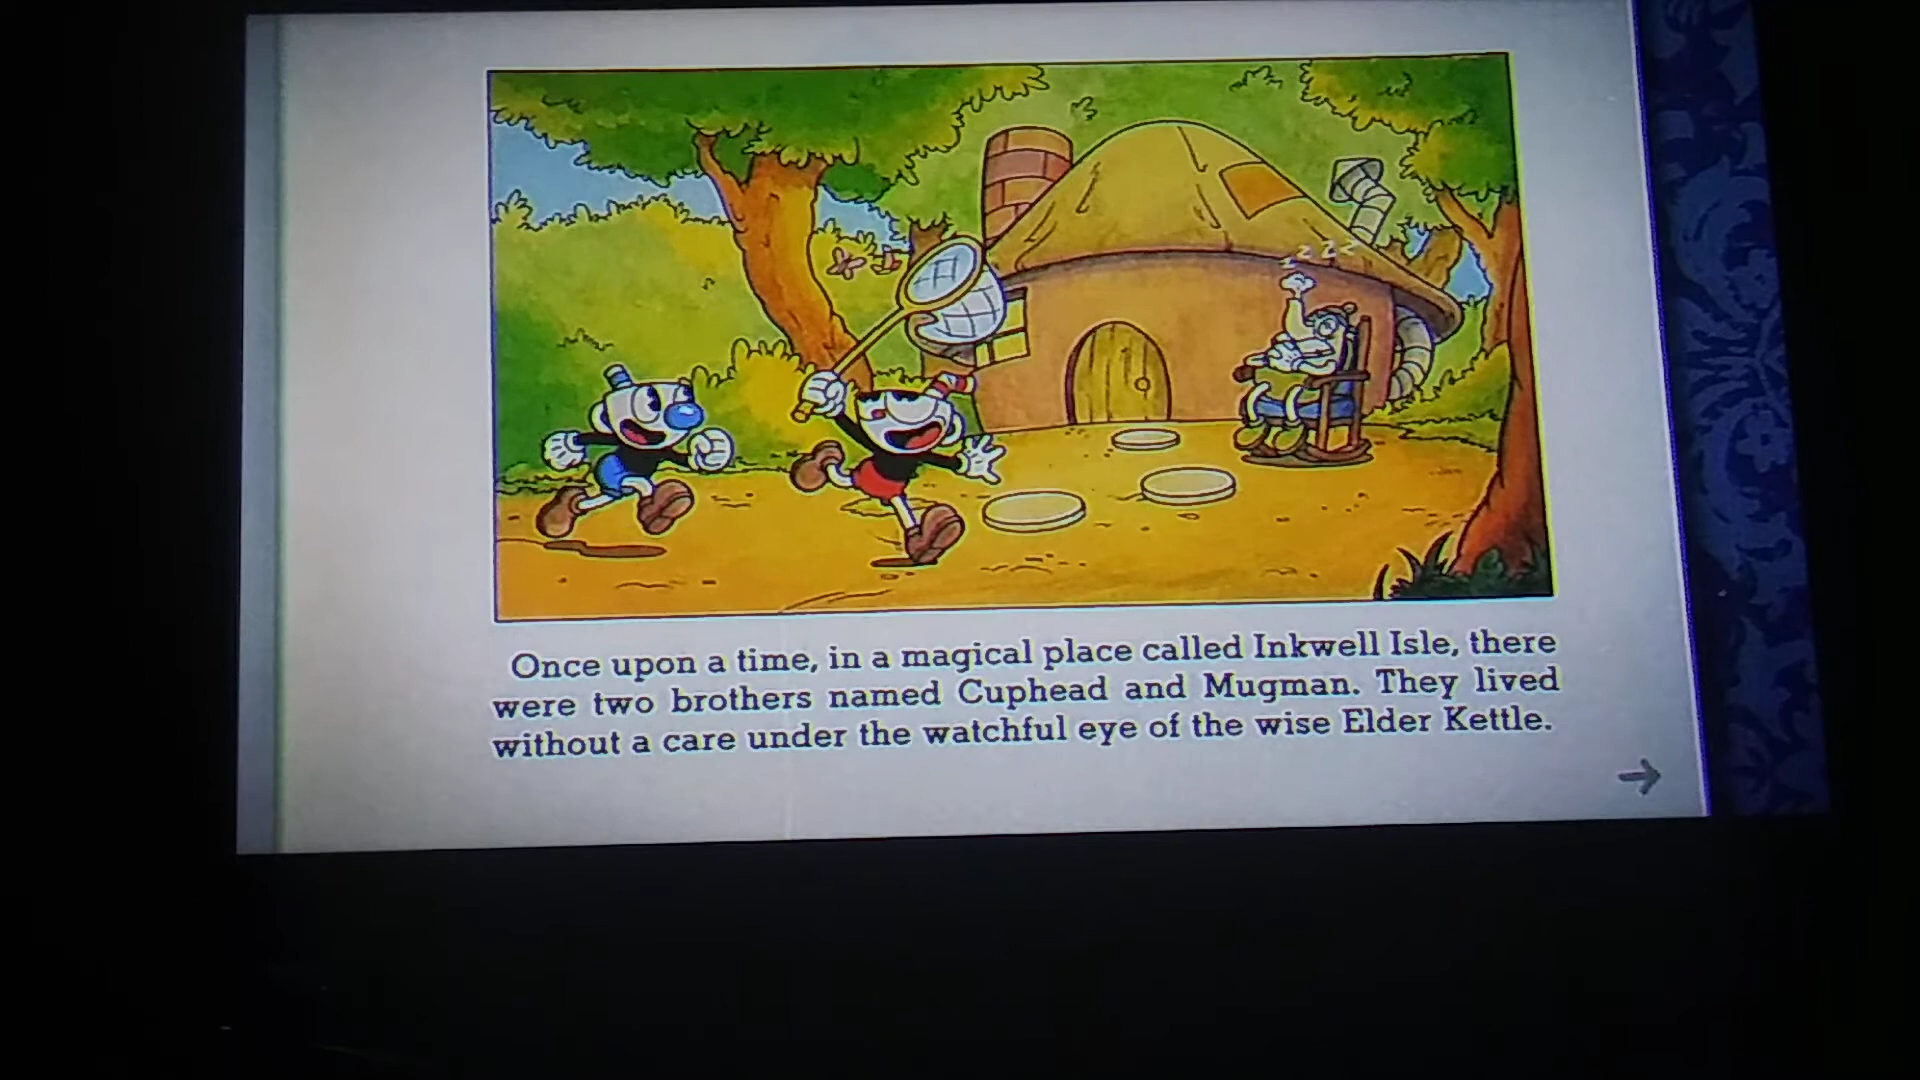 z z z z
Once upon a time, in a magical place called Inkwell Isle, there
were two brothers named Cuphead and Mugman. They lived
without a care under the watchful eye of the wise Elder Kettle.